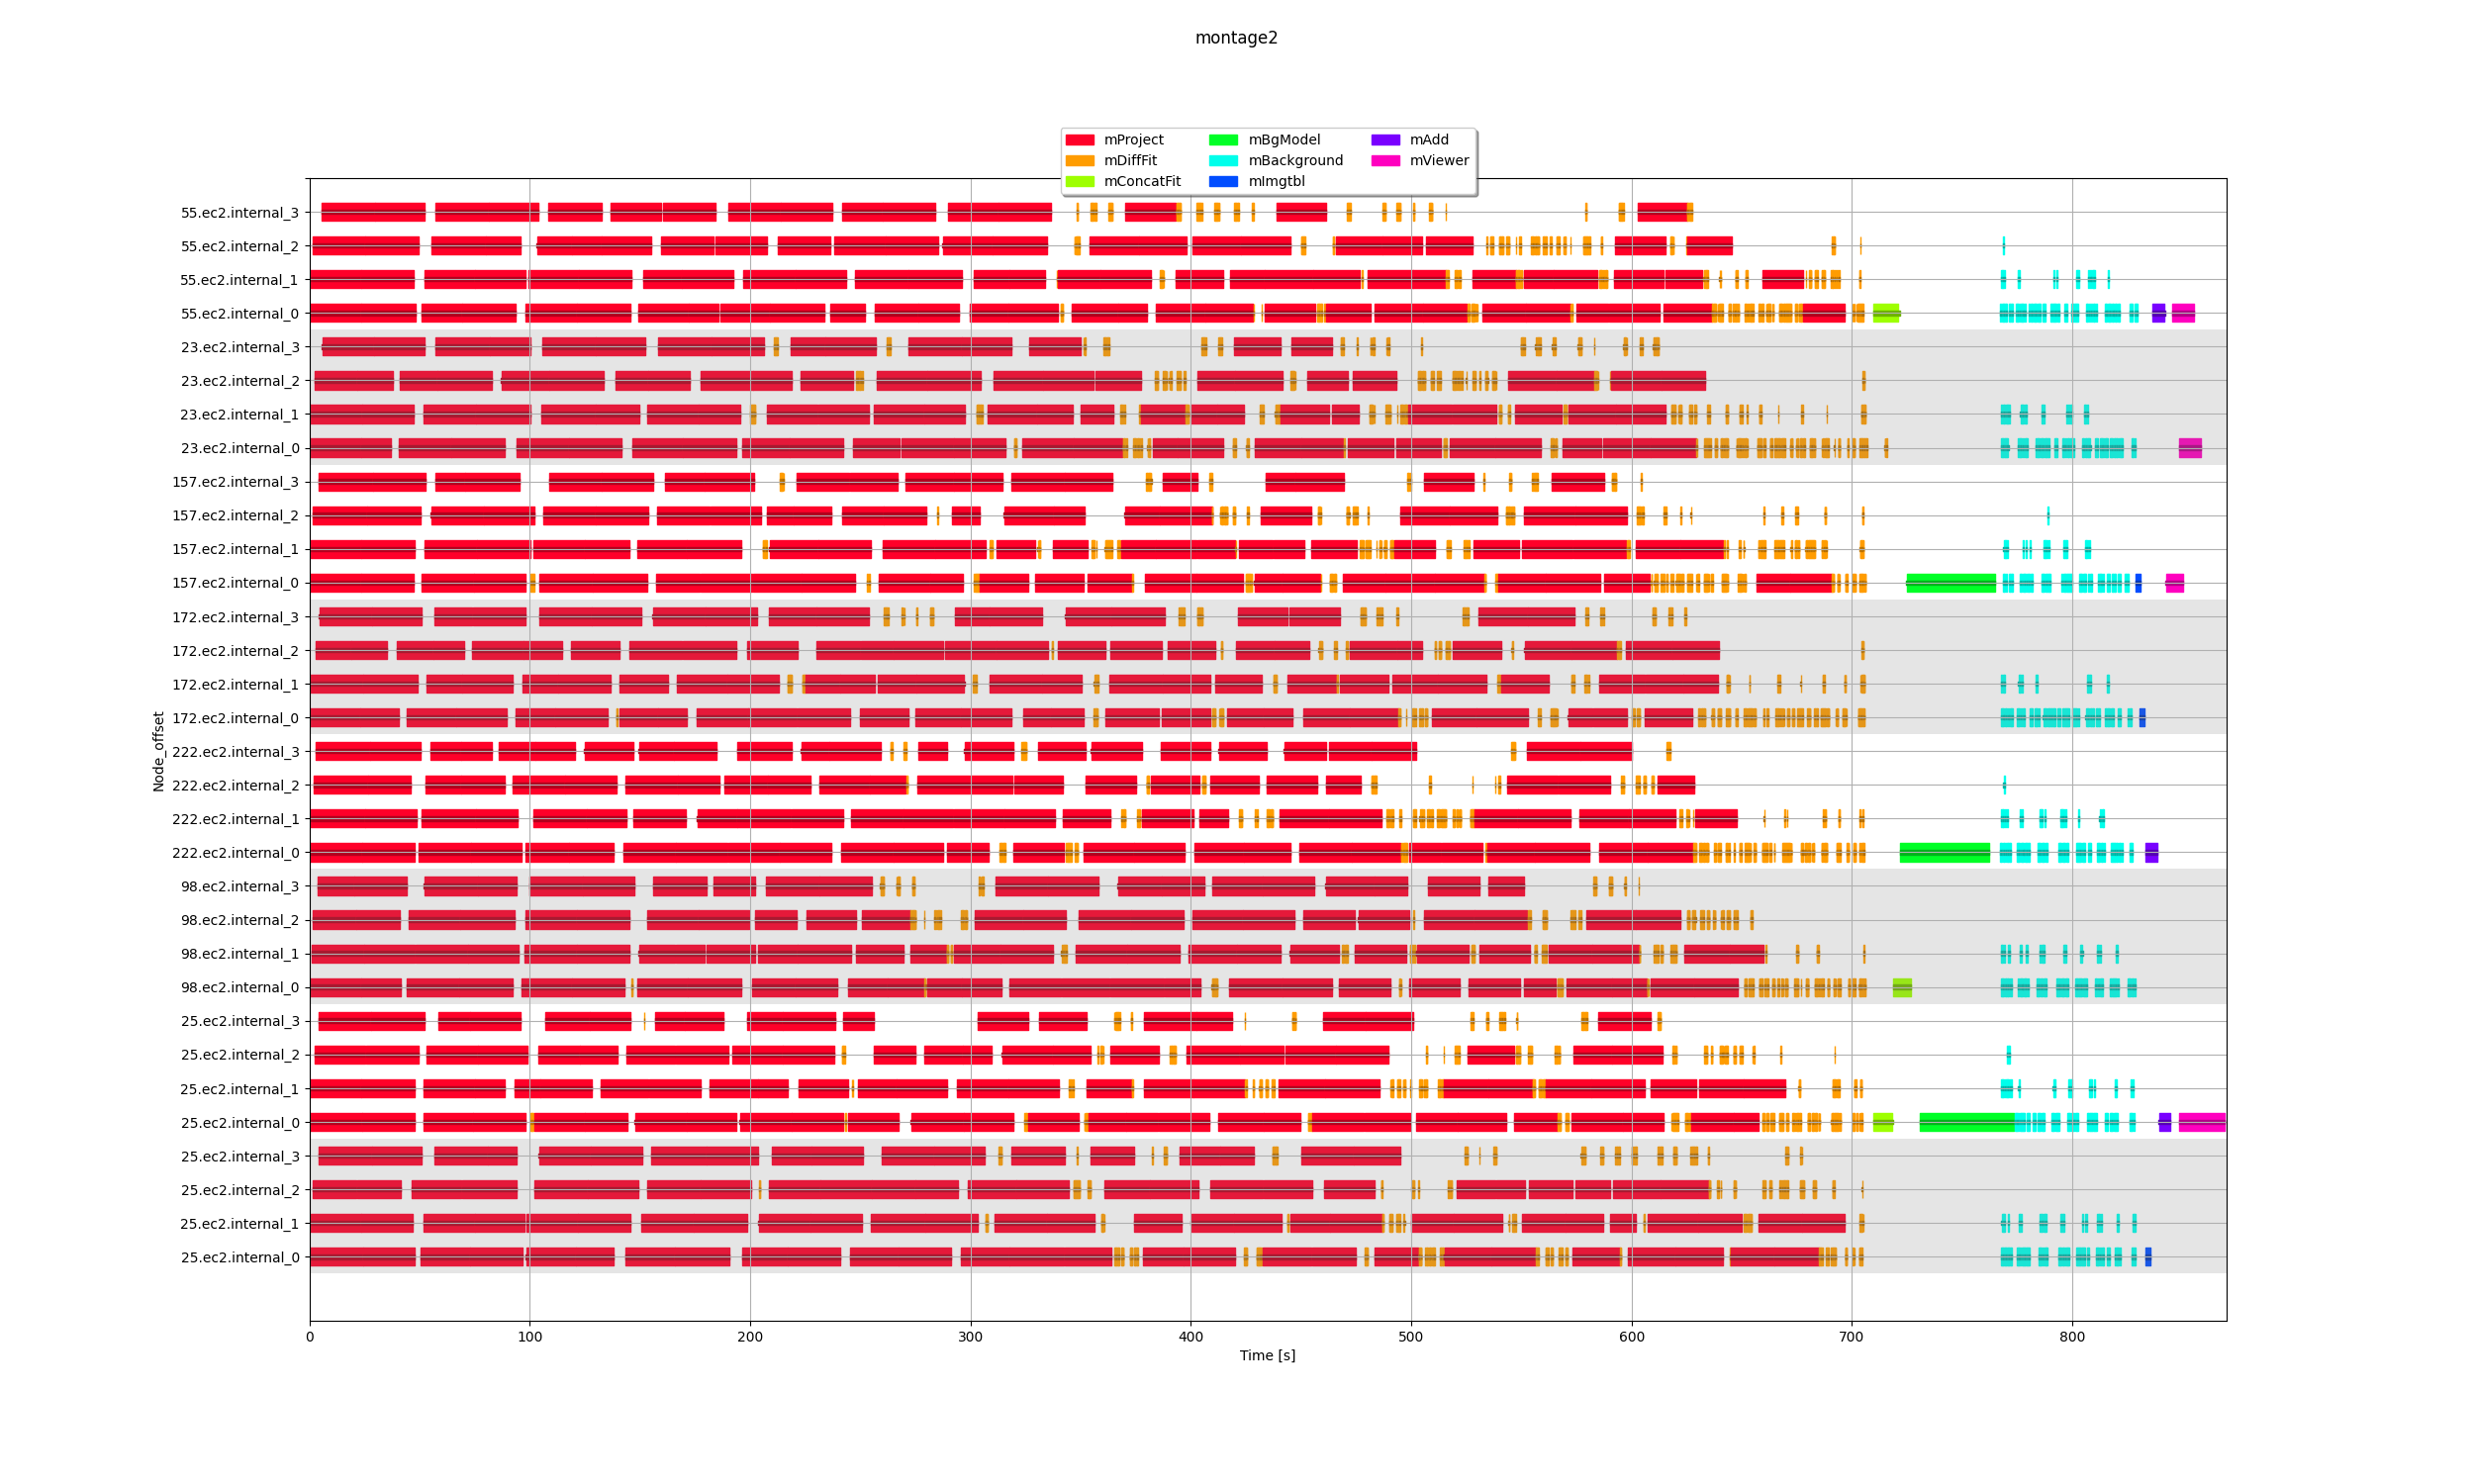 montage2
mProject mBgModel mAdd
mDiffFit mBackground mViewer
mConcatFit mImgtbl
55.ec2.internal_3
55.ec2.internal_2
55.ec2.internal_1
55.ec2.internal_0
23.ec2.internal_3
23.ec2.internal_2
23.ec2.internal_1
23.ec2.internal_0
157.ec2.internal_3
157.ec2.internal_2
157.ec2.internal_1
157.ec2.internal_0
172.ec2.internal_3
172.ec2.internal_2
172.ec2.internal_1
172.ec2.internal_0
222.ec2.internal_3
222.ec2.internal_2
222.ec2.internal_1
222.ec2.internal_0
98.ec2.internal_3
98.ec2.internal_2
98.ec2.internal_1
98.ec2.internal_0
25.ec2.internal_3
25.ec2.internal_2
25.ec2.internal_1
25.ec2.internal_0
25.ec2.internal_3
25.ec2.internal_2
25.ec2.internal_1
25.ec2.internal_0
Node_offset
0 100 200 300 400 500 600 700 800
Time [s]